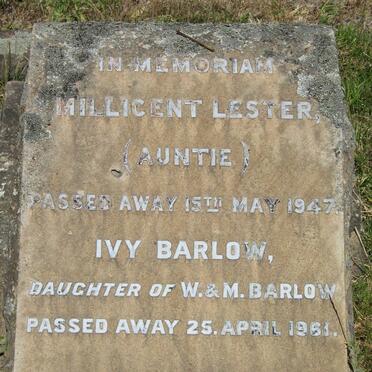 IN MEMORIAM
MILLICENT LESTER,
(AUNTIE)
PASSED AWAY 15TH MAY 1947.
IVY BARLOW,
DAUGHTER OF W. & M. BARLOW
PASSED AWAY 25. APRIL 1961.